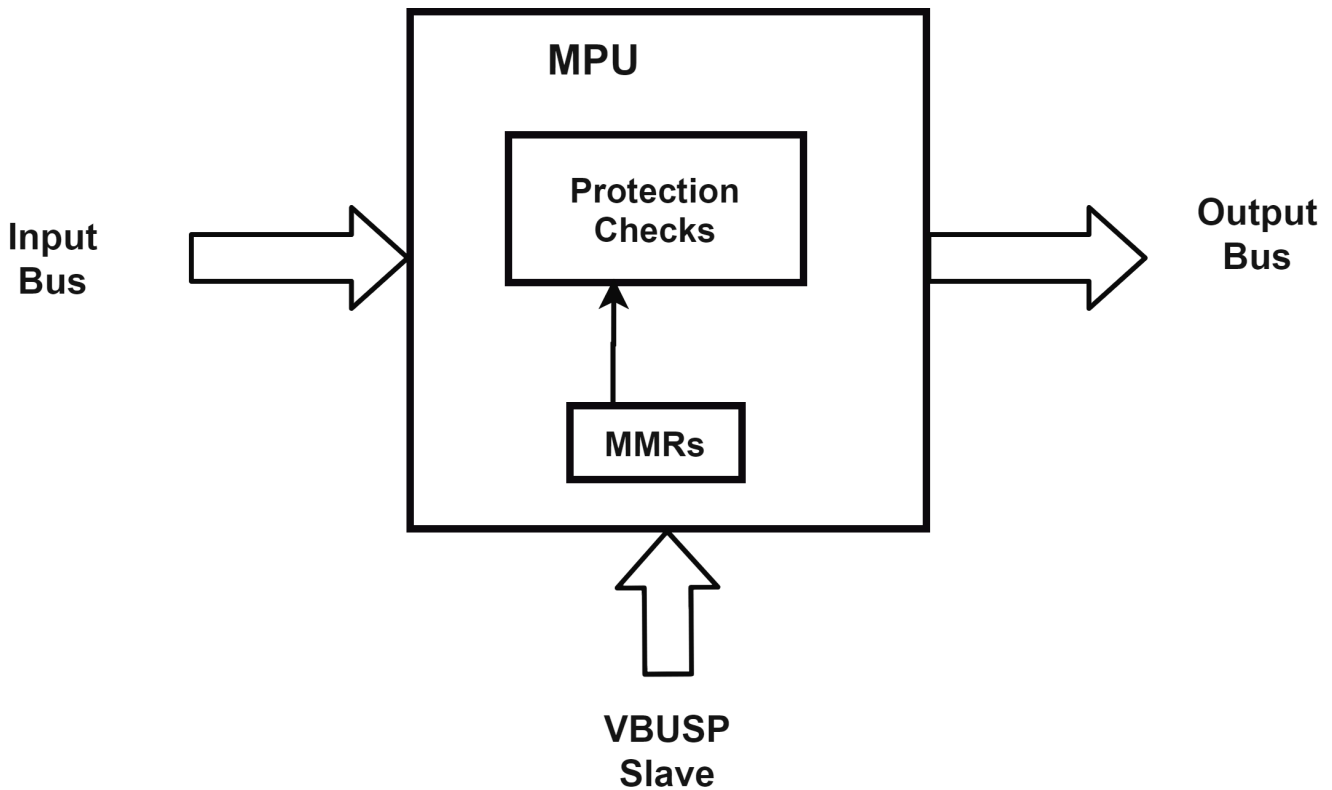 MPU
Protection
Checks
Input
Bus
Output
Bus
MMRs
VBUSP
Slave